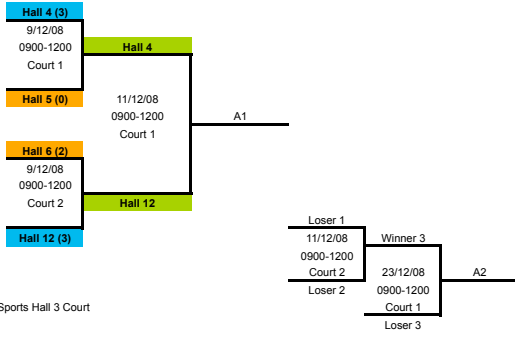 Hall 4 (3)
9/12/08
0900-1200
Court 1
Hall 5 (0)
Hall 4
11/12/08
0900-1200
Court 1
A1
Hall 6 (2)
9/12/08
0900-1200
Court 2
Hall 12 (3)
Hall 12
Loser 1
11/12/08
0900-1200
Court 2
Loser 2
Winner 3
23/12/08
0900-1200
Court 1
Loser 3
A2
Sports Hall 3 Court